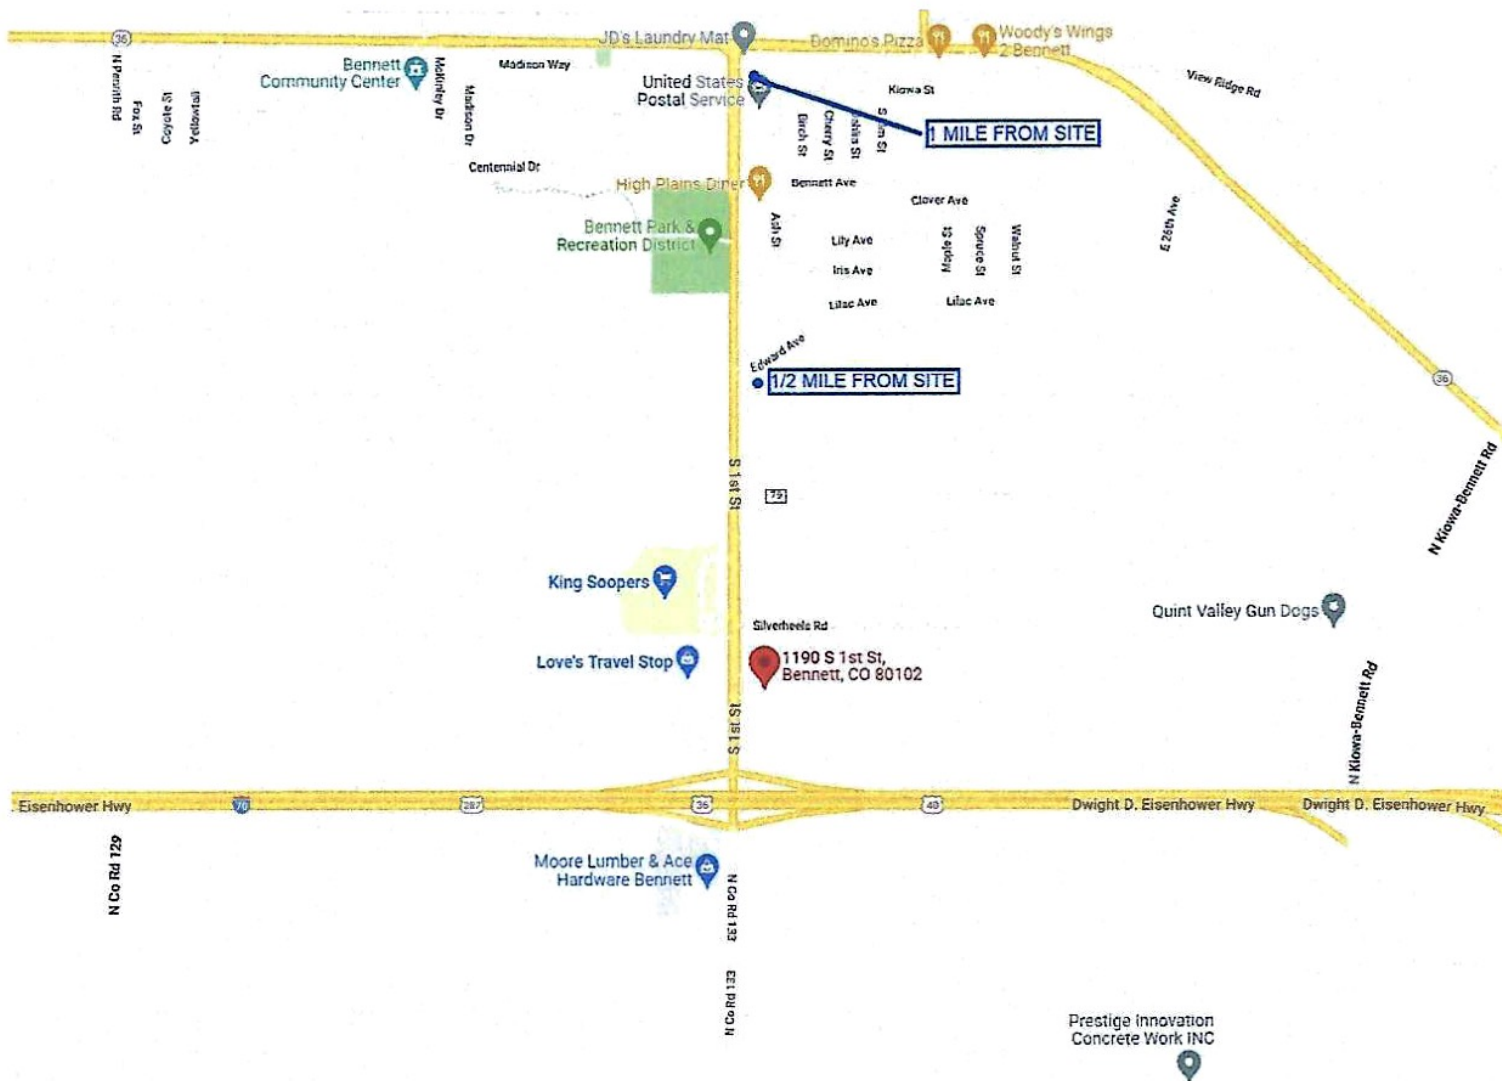 36
JD's Laundry Mat
Domino's Pizza
Woody's Wings
2 Bennett
Bennett
Community Center
Madison Way
View Ridge Rd
United States
Postal Service
Kiowa St
N Penrith Rd
Fox St
Coyote St
Yellowtail
McKinley Dr
Madison Dr
Birch St
Cherry St
1 MILE FROM SITE
Centennial Dr
High Plains Diner
Bennett Ave
Clover Ave
Bennett Park &
Recreation District
Ash St
Lily Ave
Iris Ave
Lilac Ave
Lilac Ave
Maple St
Spruce St
Walnut St
E 26th Ave
Edward Ave
1/2 MILE FROM SITE
36
S 1st St
79
N Kiowa-Bennett Rd
King Soopers
Silverheels Rd
Quint Valley Gun Dogs
Love's Travel Stop
1190 S 1st St,
Bennett, CO 80102
S 1st St
N Kiowa-Bennett Rd
Eisenhower Hwy
70
287
36
40
Dwight D. Eisenhower Hwy
Dwight D. Eisenhower Hwy
N Co Rd 129
Moore Lumber & Ace
Hardware Bennett
N Co Rd 133
N Co Rd 133
Prestige Innovation
Concrete Work INC